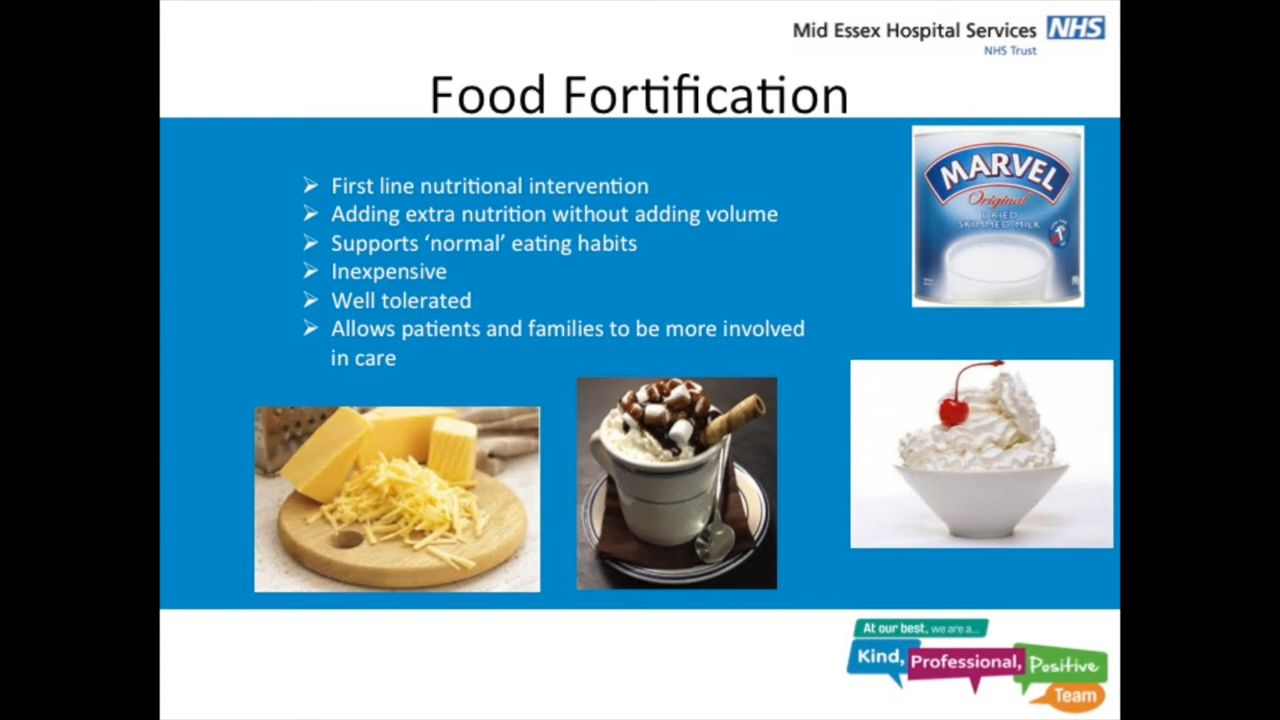 Mid Essex Hospital Services NHS
NHS Trust
Food Fortification
First line nutritional intervention
Adding extra nutrition without adding volume
Supports ‘normal’ eating habits
Inexpensive
Well tolerated
Allows patients and families to be more involved
in care
MARVEL
Original
DRIED
SKIMMED MILK
At our best, we are a...
Kind, Professional, Positive
Team